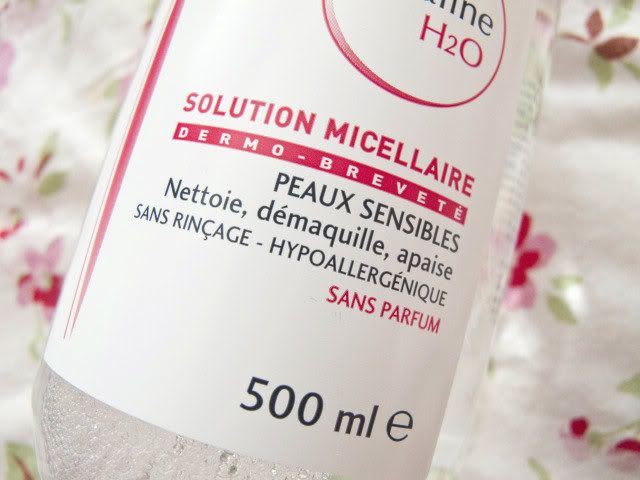 H2O
SOLUTION MICELLAIRE
DERMO-BREVETÉ
PEAUX SENSIBLES
Nettoie, démaquille, apaise
SANS RINÇAGE - HYPOALLERGÉNIQUE
SANS PARFUM
500 ml e